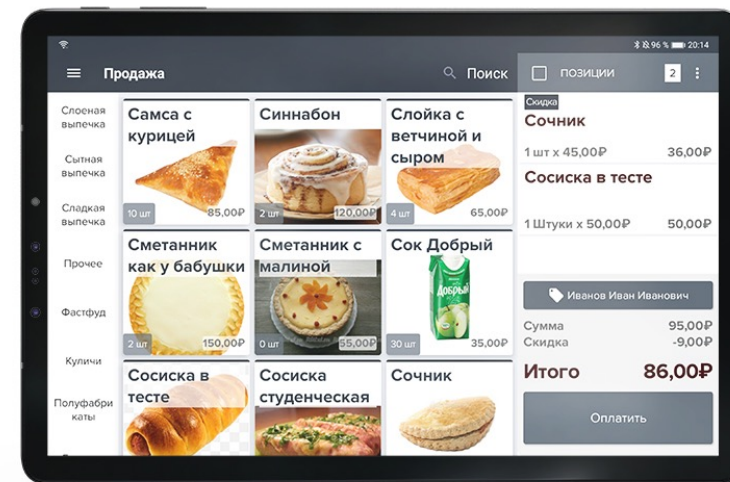 96 % 20:14
Продажа
Поиск
ПОЗИЦИИ
2
Слоеная
выпечка
Сытная
выпечка
Сладкая
выпечка
Прочее
Фастфуд
Куличи
Полуфабри
каты
Самса с
курицей
10 шт
85,00₽
Синнабон
2 шт
120,00₽
Слойка с
ветчиной и
сыром
4 шт
65,00₽
Сметанник
как у бабушки
2 шт
150,00₽
Сметанник с
малиной
0 шт
55,00₽
Сок Добрый
Добрый
30 шт
35,00₽
Сосиска в
тесте
Сосиска
студенческая
Сочник
Скидка
Сочник
1 шт x 45,00₽
36,00₽
Сосиска в тесте
1 Штуки x 50,00₽
50,00₽
Иванов Иван Иванович
Сумма
95,00₽
Скидка
-9,00₽
Итого
86,00₽
Оплатить